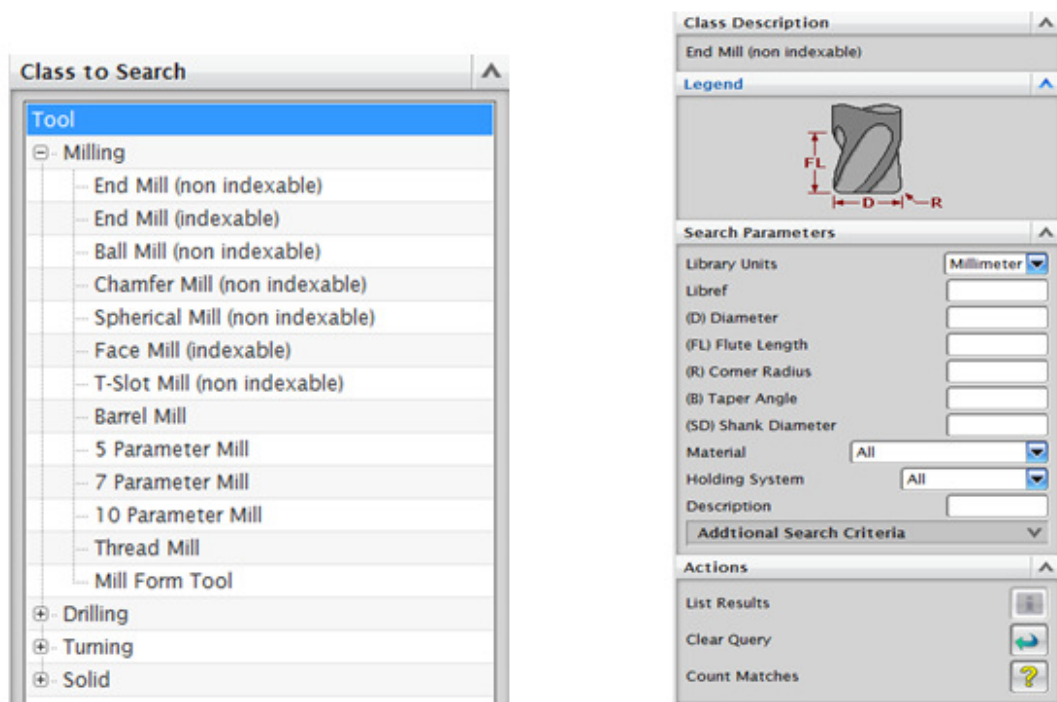 Class to Search
Tool
Milling
End Mill (non indexable)
End Mill (indexable)
Ball Mill (non indexable)
Chamfer Mill (non indexable)
Spherical Mill (non indexable)
Face Mill (indexable)
T-Slot Mill (non indexable)
Barrel Mill
5 Parameter Mill
7 Parameter Mill
10 Parameter Mill
Thread Mill
Mill Form Tool
Drilling
Turning
Solid
Class Description
End Mill (non indexable)
Legend
FL
D R
Search Parameters
Library Units Millimeter
Libref
(D) Diameter
(FL) Flute Length
(R) Corner Radius
(B) Taper Angle
(SD) Shank Diameter
Material All
Holding System All
Description
Addtional Search Criteria
Actions
List Results
Clear Query
Count Matches